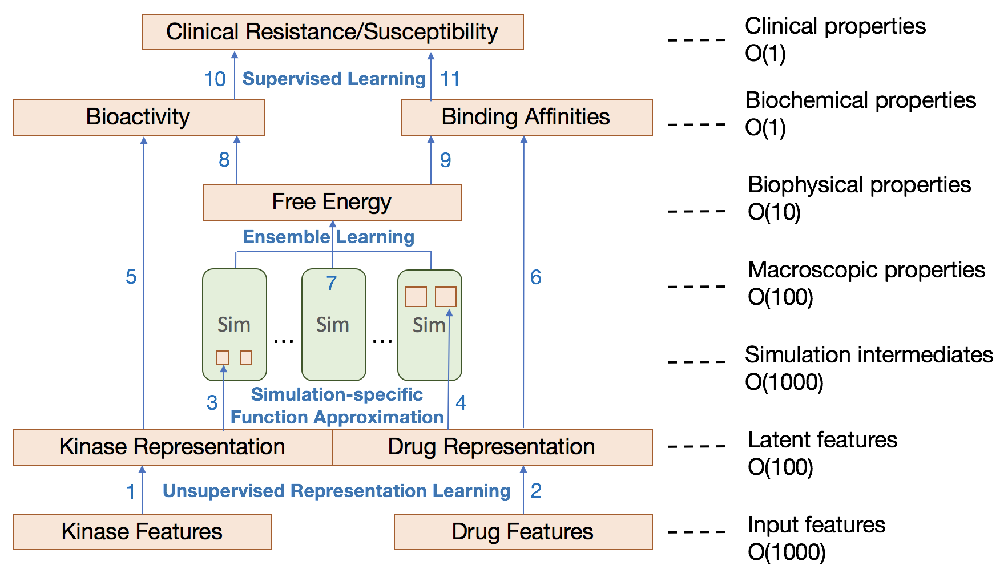 Clinical Resistance/Susceptibility
Clinical properties
O(1)
10
Supervised Learning
11
Bioactivity
Binding Affinities
Biochemical properties
O(1)
8
9
Free Energy
Biophysical properties
O(10)
Ensemble Learning
5
7
6
Macroscopic properties
O(100)
Sim
...
Sim
...
Sim
Simulation intermediates
O(1000)
3
Simulation-specific
Function Approximation
4
Kinase Representation
Drug Representation
Latent features
O(100)
1
Unsupervised Representation Learning
2
Kinase Features
Drug Features
Input features
O(1000)